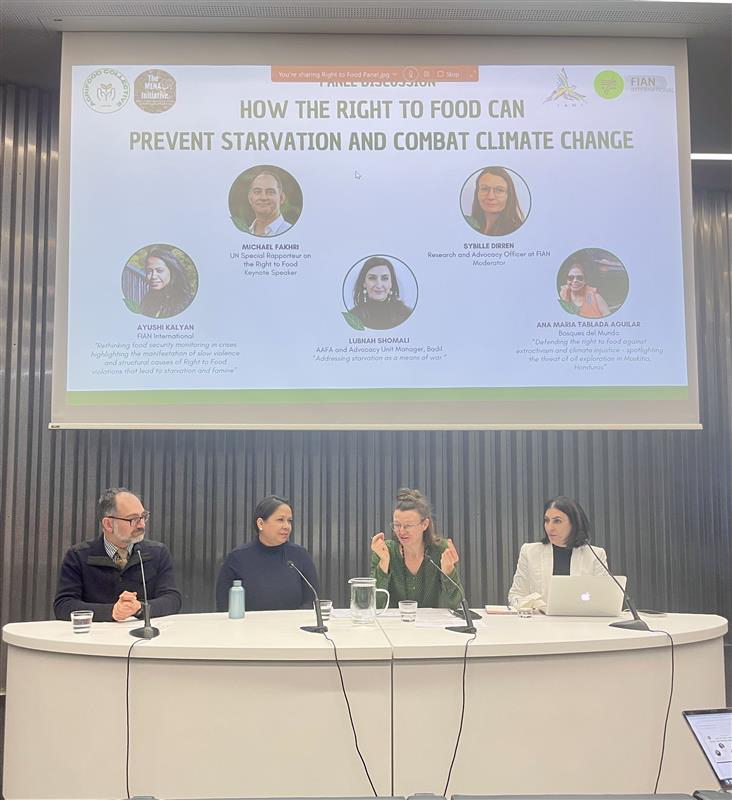 AGRIFOOD COLLECTIVE
The
MENA
Initiative.
You're sharing Right to Food Panel.jpg
Stop
FIAN
INTERNATIONAL
PANEL DISCUSSION
HOW THE RIGHT TO FOOD CAN
PREVENT STARVATION AND COMBAT CLIMATE CHANGE
MICHAEL FAKHRI
UN Special Rapporteur on
the Right to Food
Keynote Speaker
SYBILLE DIRREN
Research and Advocacy Officer at FIAN
Moderator
AYUSHI KALYAN
FIAN International
"Rethinking food security monitoring in crises
highlighting the manifestation of slow violence
and structural causes of Right to Food
violations that lead to starvation and famine"
LUBNAH SHOMALI
AAFA and Advocacy Unit Manager, Badil
"Addressing starvation as a means of war "
ANA MARIA TABLADA AGUILAR
Bosques del Mundo
"Defending the right to food against
extractivism and climate injustice - spotlighting
the threat of oil exploration in Moskitia,
Honduras"